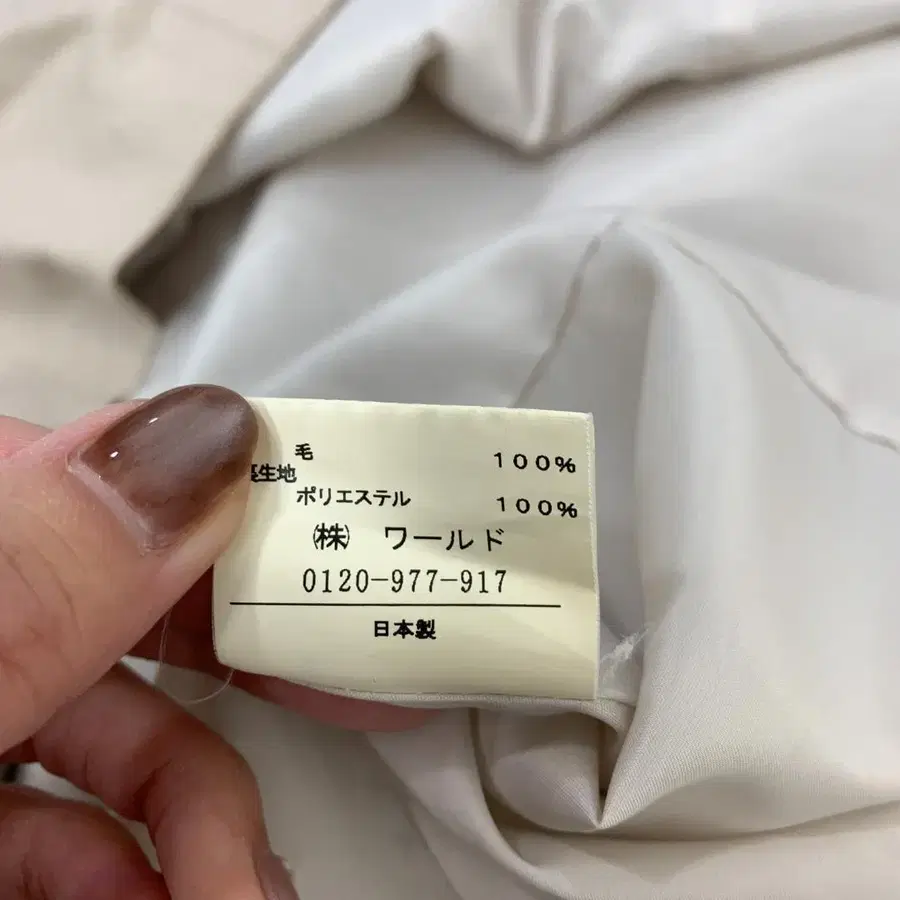 毛 100%
裏生地
ポリエステル 100%
㈱ ワールド
0120-977-917
日本製